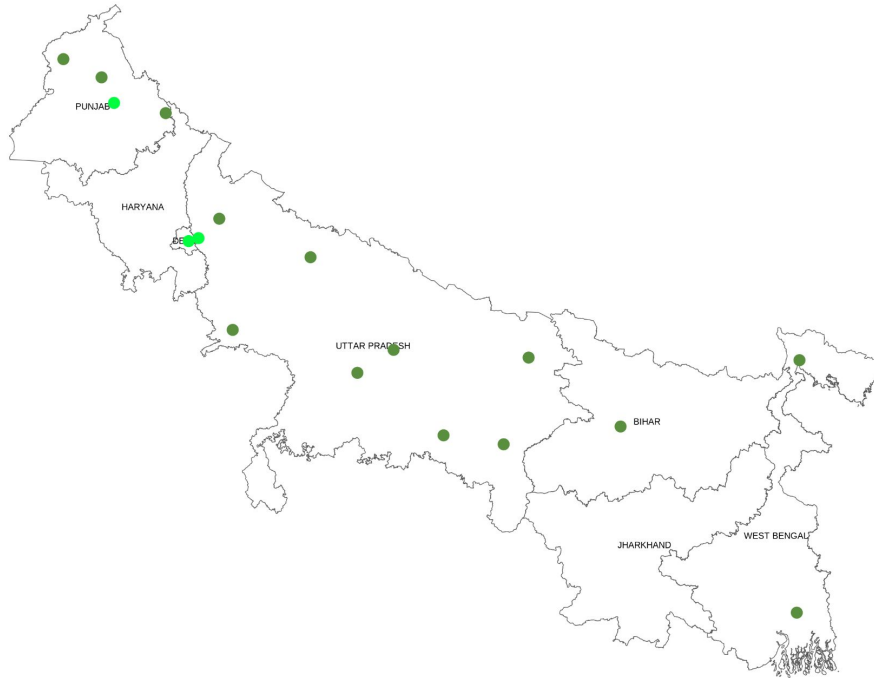 PUNJAB
HARYANA
UTTAR PRADESH
BIHAR
WEST BENGAL
JHARKHAND